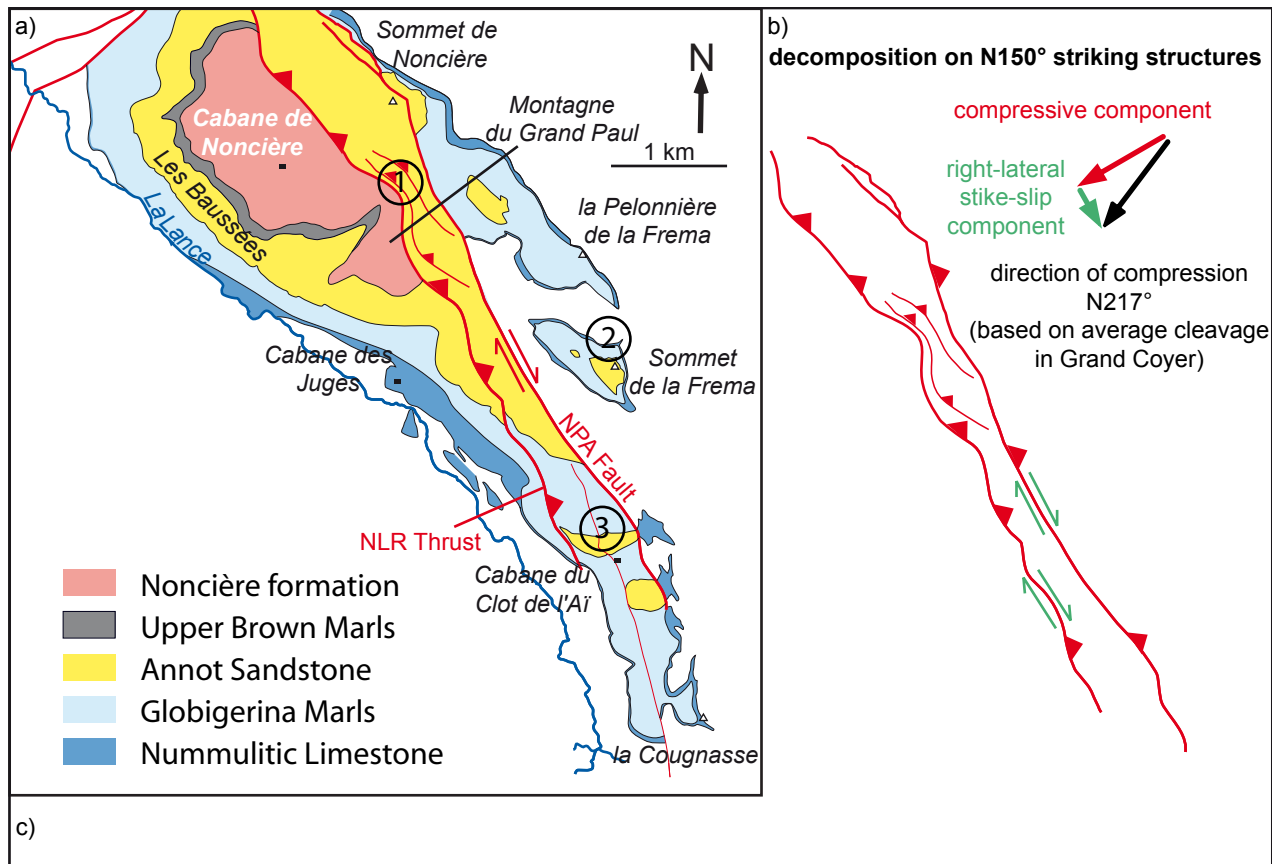 a)
Sommet de
Noncière
N
1 km
Cabane de
Noncière
Montagne
du Grand Paul
1
Les Baussées
La Lance
la Pelonnière
de la Frema
2
Cabane des
Juges
Sommet
de la Frema
NPA Fault
3
NLR Thrust
Cabane du
Clot de l'Aï
la Cougnasse
Noncière formation
Upper Brown Marls
Annot Sandstone
Globigerina Marls
Nummulitic Limestone
b)
decomposition on N150° striking structures
compressive component
right-lateral
stike-slip
component
direction of compression
N217°
(based on average cleavage
in Grand Coyer)
c)